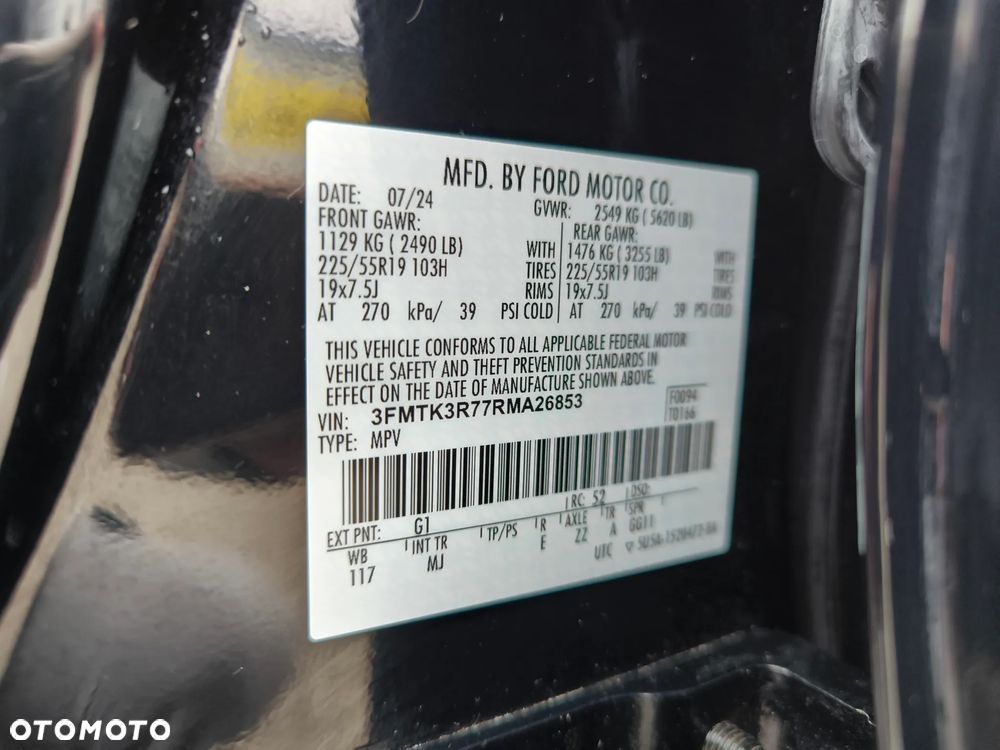 MFD. BY FORD MOTOR CO.
DATE: 07/24 GVWR: 2549 KG ( 5620 LB)
FRONT GAWR: REAR GAWR:
1129 KG ( 2490 LB) WITH 1476 KG ( 3255 LB) WITH
225/55R19 103H TIRES 225/55R19 103H TIRES
19x7.5J RIMS 19x7.5J RIMS
AT 270 kPa/ 39 PSI COLD AT 270 kPa/ 39 PSI COLD
THIS VEHICLE CONFORMS TO ALL APPLICABLE FEDERAL MOTOR
VEHICLE SAFETY AND THEFT PREVENTION STANDARDS IN
EFFECT ON THE DATE OF MANUFACTURE SHOWN ABOVE.
VIN: 3FMTK3R77RMA26853 F0094
TYPE: MPV T0166
EXT PNT: G1 RC: 52 DSO:
WB INT TR TP/PS R AXLE TR SPR
117 MJ E ZZ A GG11
UTC
OTOMOTO